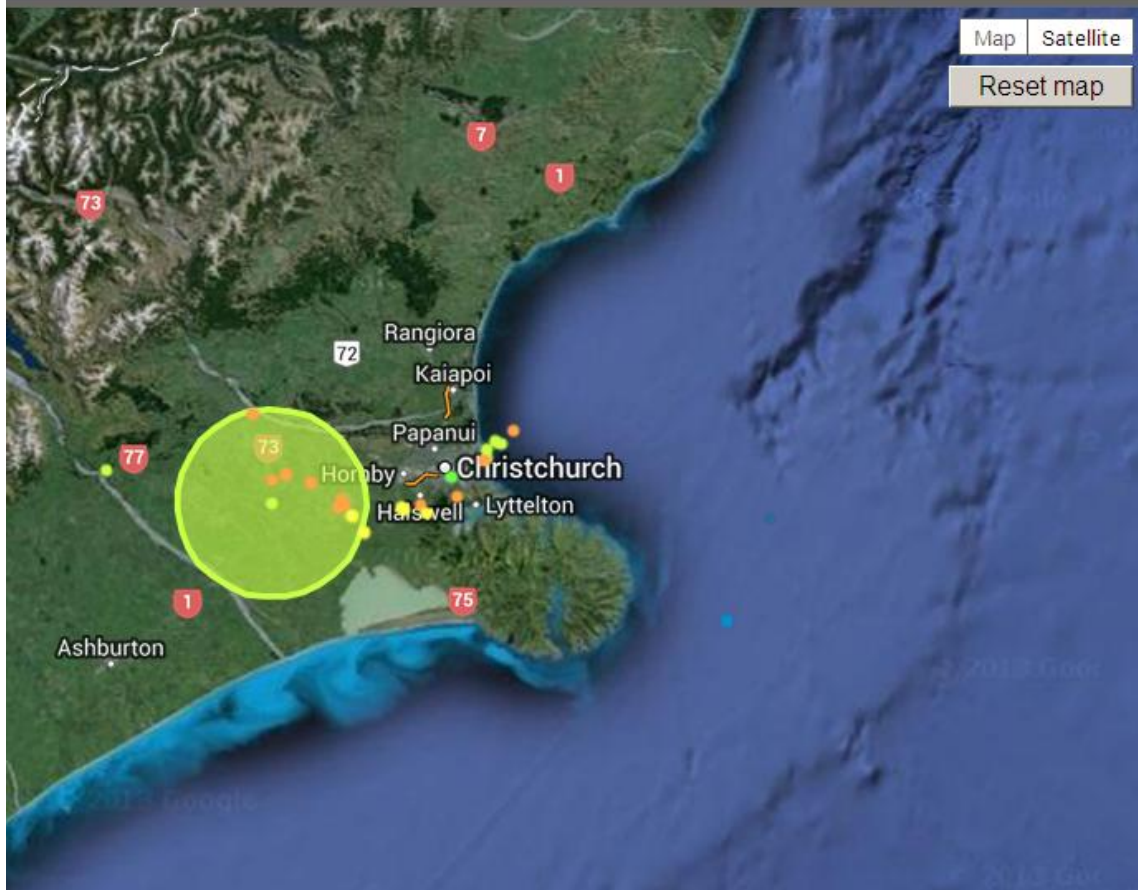 Map Satellite
Reset map
7
1
73
Rangiora
72
Kaiapoi
Papanui
73
77
Hornby
Christchurch
Halswell
Lyttelton
1
75
Ashburton